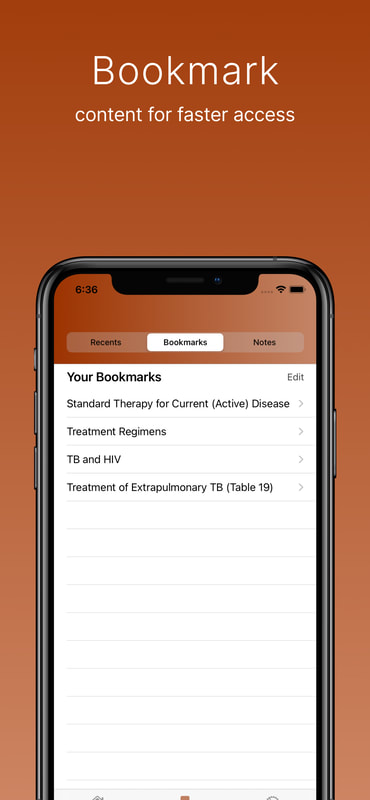 Bookmark
content for faster access
6:36
Recents
Bookmarks
Notes
Your Bookmarks
Edit
Standard Therapy for Current (Active) Disease
Treatment Regimens
TB and HIV
Treatment of Extrapulmonary TB (Table 19)